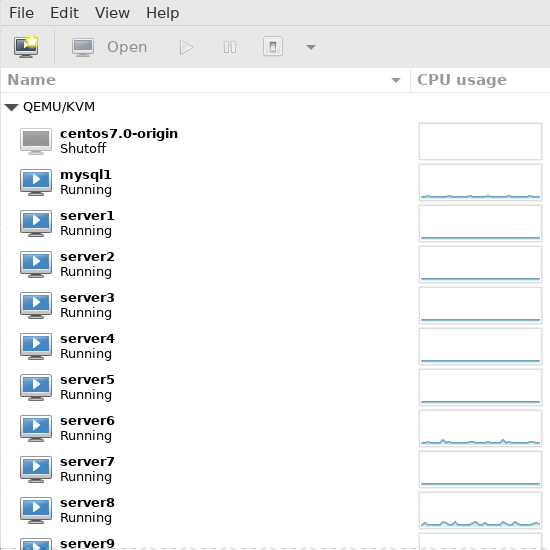 File Edit View Help
Open
Name CPU usage
QEMU/KVM
centos7.0-origin
Shutoff
mysql1
Running
server1
Running
server2
Running
server3
Running
server4
Running
server5
Running
server6
Running
server7
Running
server8
Running
server9